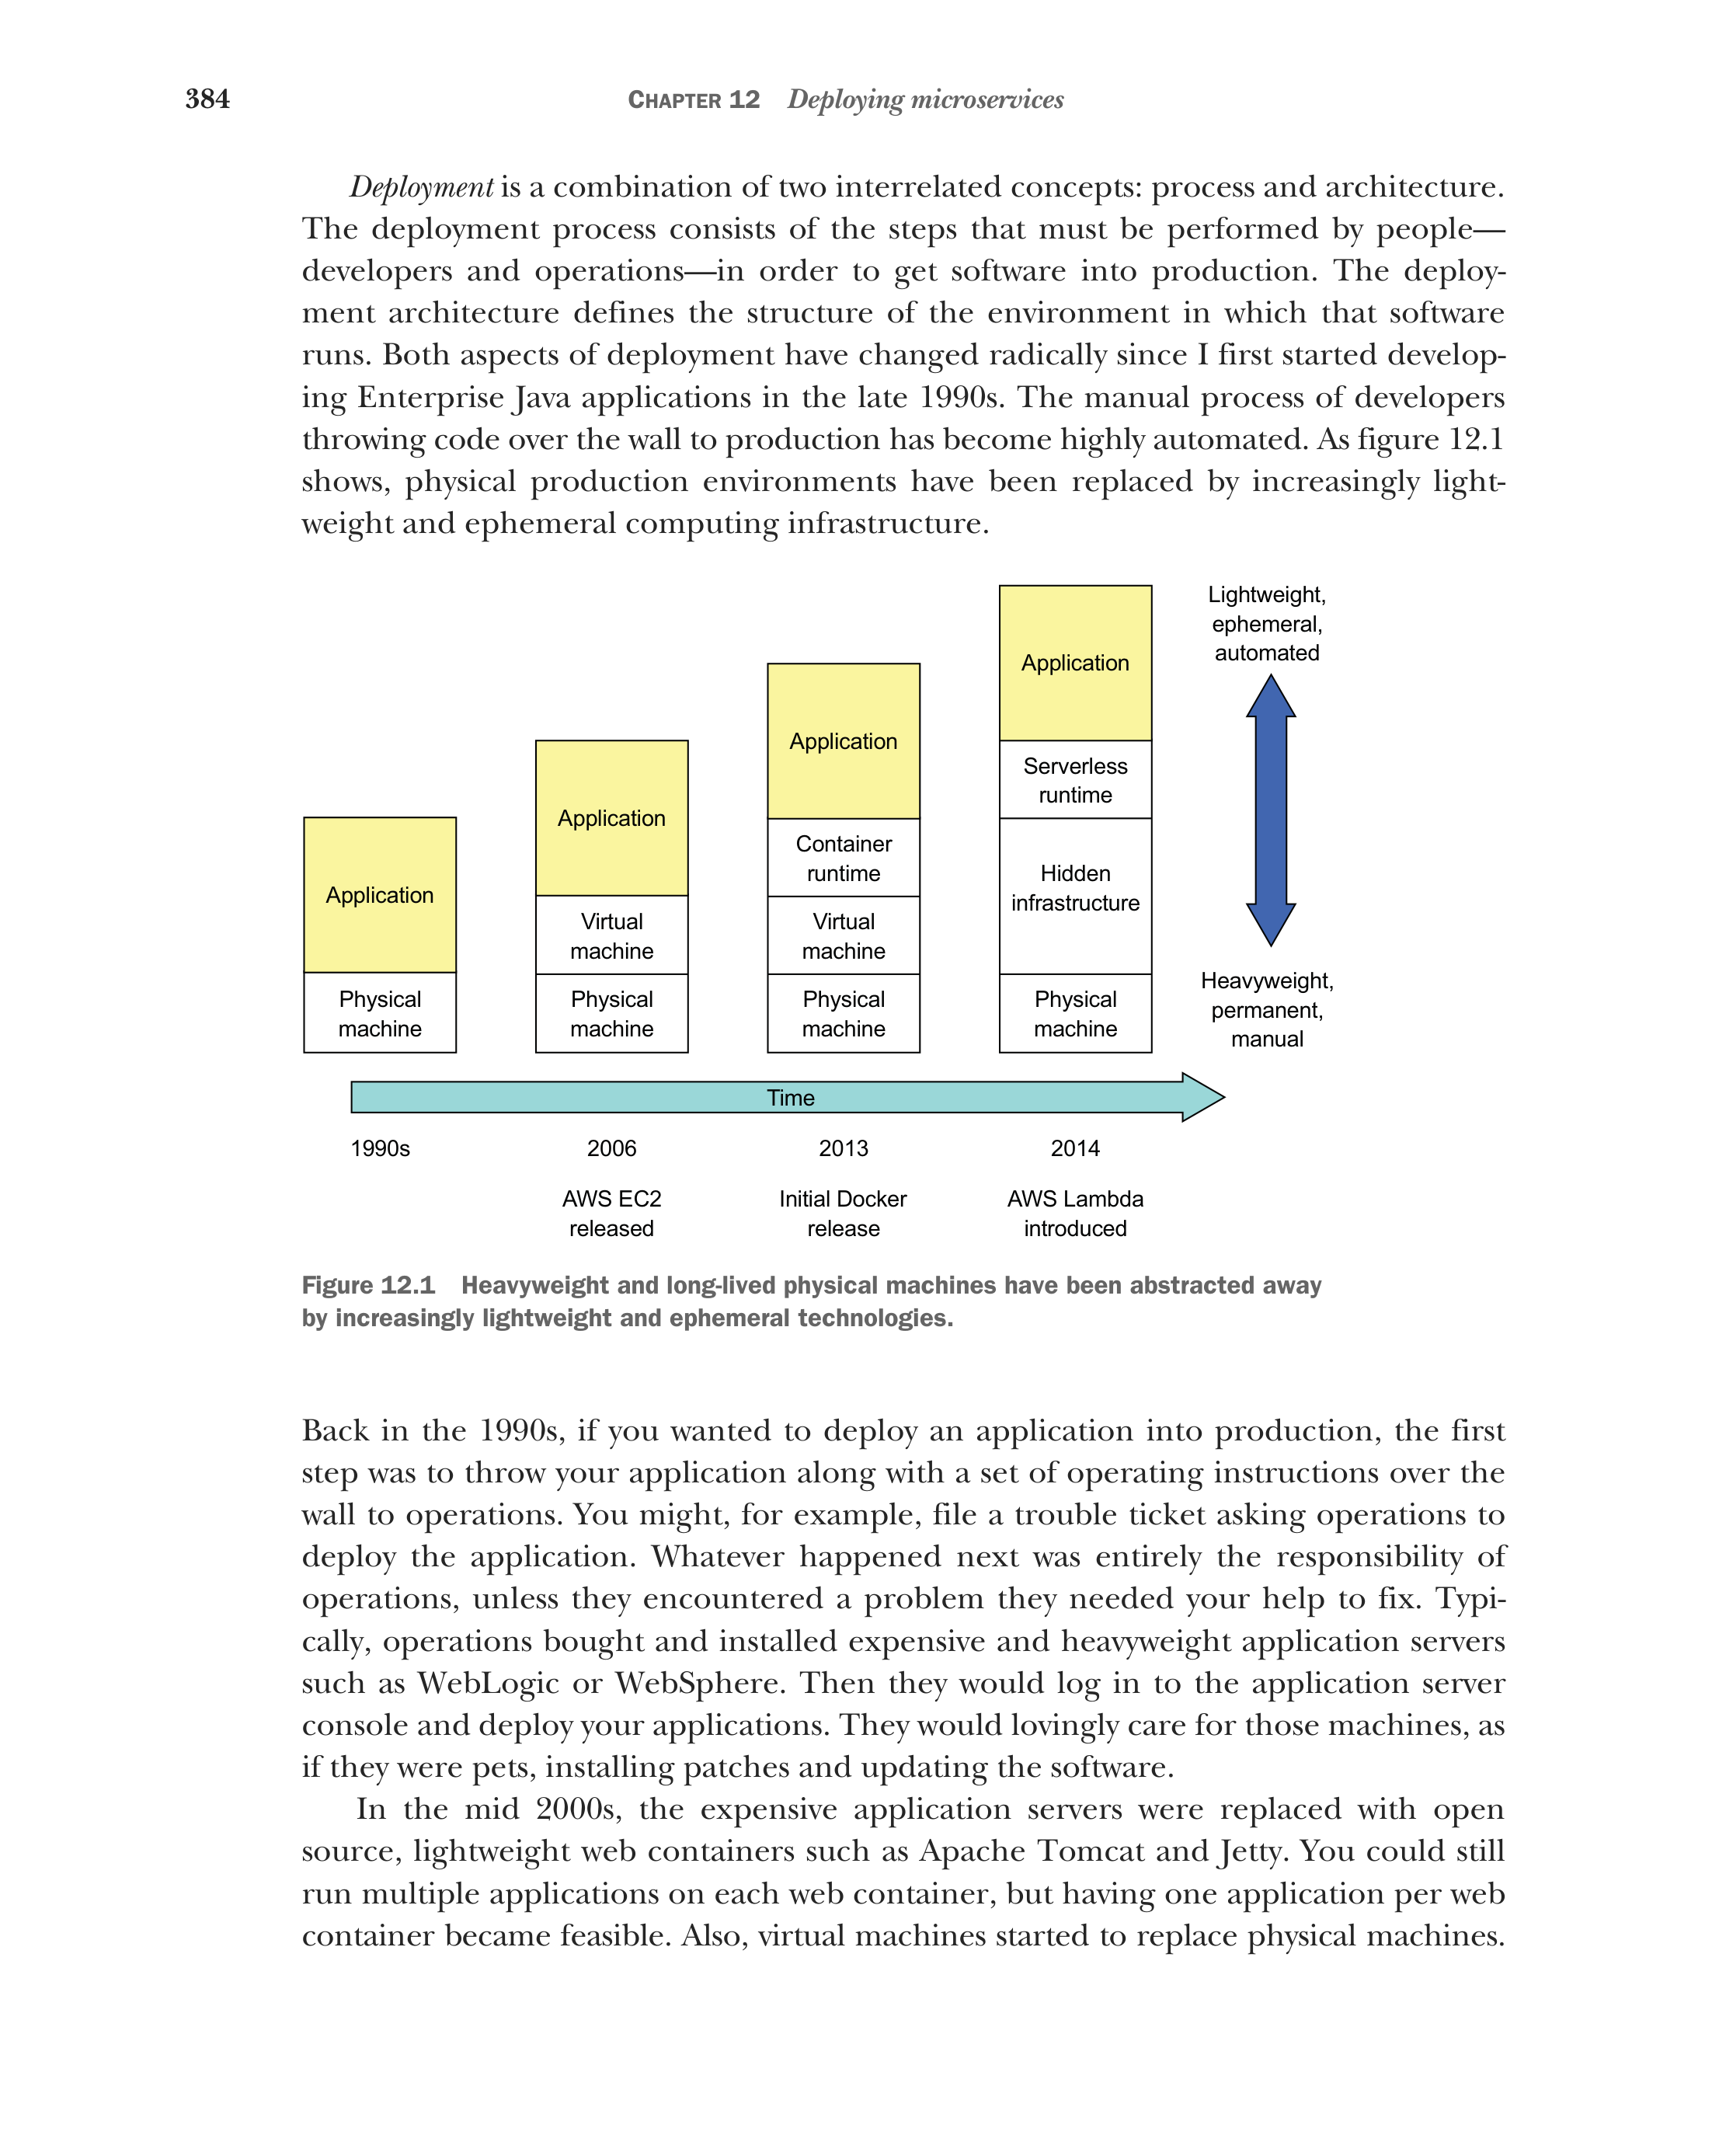 384
CHAPTER 12 Deploying microservices
Deployment is a combination of two interrelated concepts: process and architecture.
The deployment process consists of the steps that must be performed by people—
developers and operations—in order to get software into production. The deploy-
ment architecture defines the structure of the environment in which that software
runs. Both aspects of deployment have changed radically since I first started develop-
ing Enterprise Java applications in the late 1990s. The manual process of developers
throwing code over the wall to production has become highly automated. As figure 12.1
shows, physical production environments have been replaced by increasingly light-
weight and ephemeral computing infrastructure.
Application
Physical
machine
Application
Virtual
machine
Physical
machine
Application
Container
runtime
Virtual
machine
Physical
machine
Application
Serverless
runtime
Hidden
infrastructure
Physical
machine
Lightweight,
ephemeral,
automated
Heavyweight,
permanent,
manual
Time
1990s
2006
2013
2014
AWS EC2
released
Initial Docker
release
AWS Lambda
introduced
Figure 12.1 Heavyweight and long-lived physical machines have been abstracted away
by increasingly lightweight and ephemeral technologies.
Back in the 1990s, if you wanted to deploy an application into production, the first
step was to throw your application along with a set of operating instructions over the
wall to operations. You might, for example, file a trouble ticket asking operations to
deploy the application. Whatever happened next was entirely the responsibility of
operations, unless they encountered a problem they needed your help to fix. Typi-
cally, operations bought and installed expensive and heavyweight application servers
such as WebLogic or WebSphere. Then they would log in to the application server
console and deploy your applications. They would lovingly care for those machines, as
if they were pets, installing patches and updating the software.
In the mid 2000s, the expensive application servers were replaced with open
source, lightweight web containers such as Apache Tomcat and Jetty. You could still
run multiple applications on each web container, but having one application per web
container became feasible. Also, virtual machines started to replace physical machines.